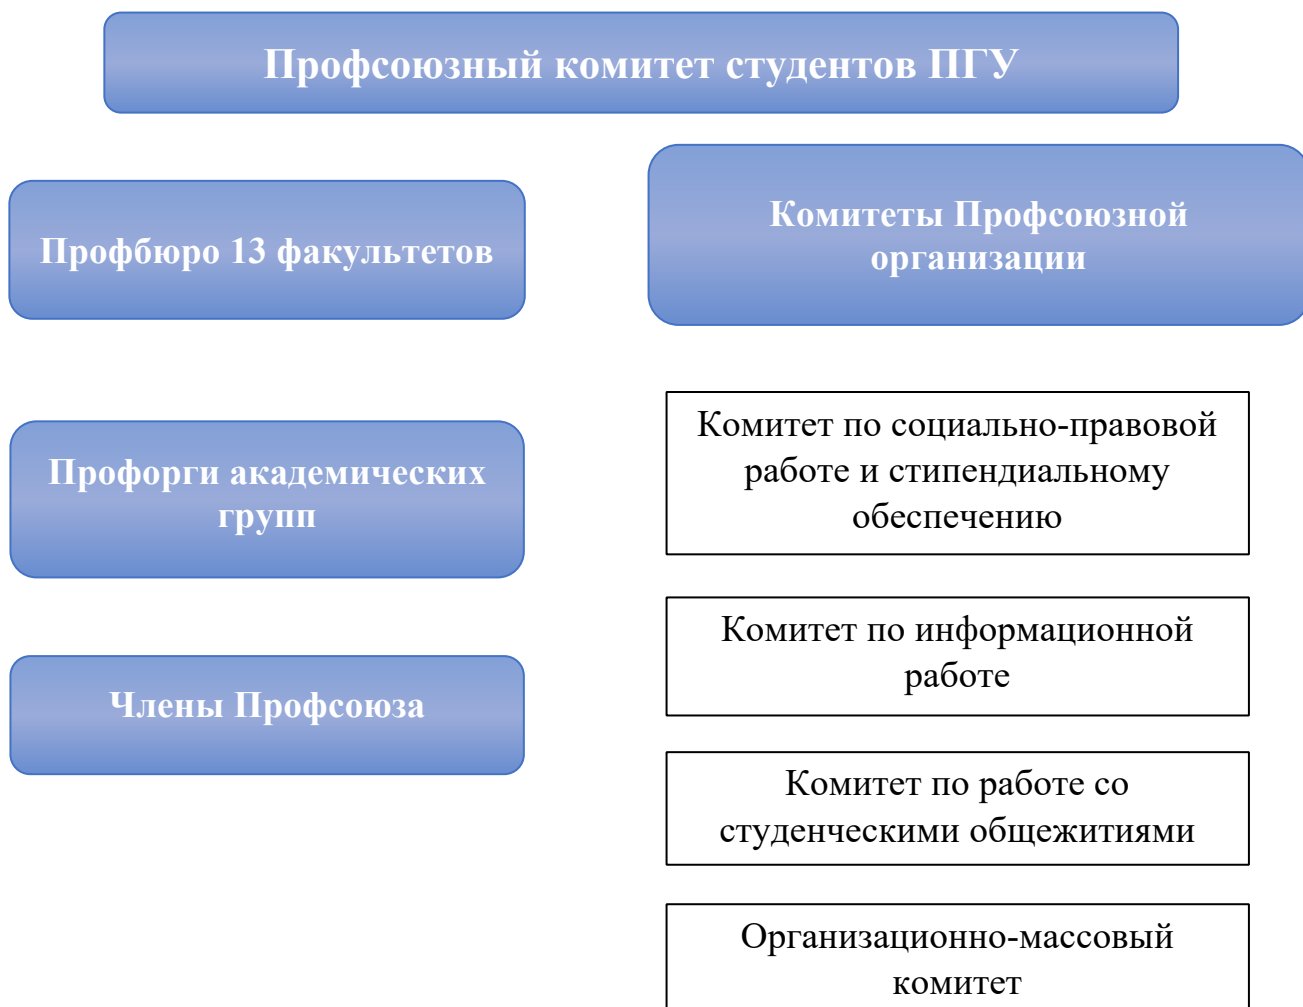 Профсоюзный комитет студентов ПГУ
Профбюро 13 факультетов
Профорги академических
групп
Члены Профсоюза
Комитеты Профсоюзной
организации
Комитет по социально-правовой
работе и стипендиальному
обеспечению
Комитет по информационной
работе
Комитет по работе со
студенческими общежитиями
Организационно-массовый
комитет